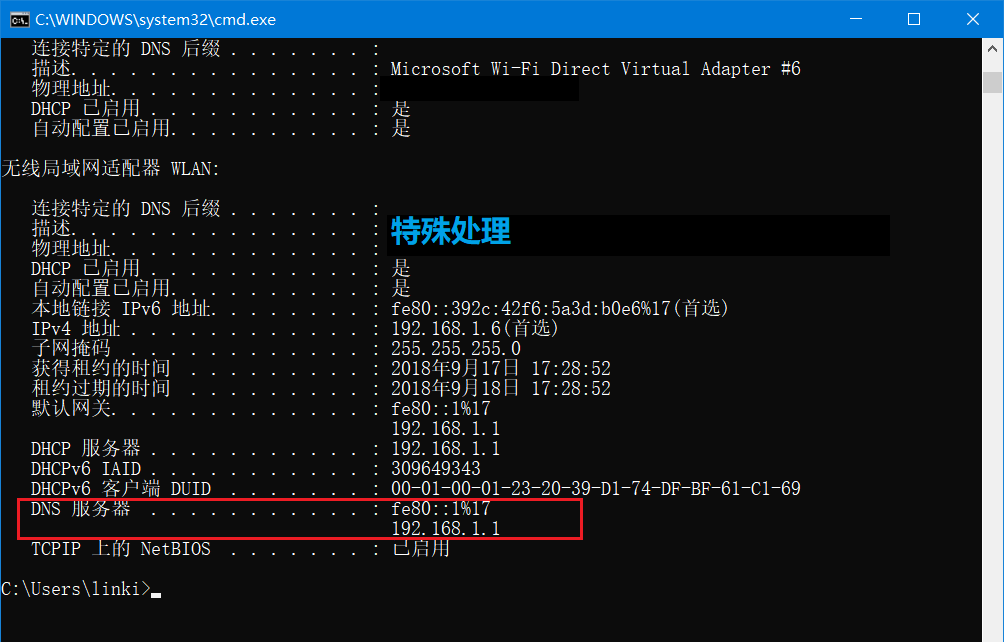 C:\WINDOWS\system32\cmd.exe
连接特定的 DNS 后缀 . . . . . . . :
描述. . . . . . . . . . . . . . . : Microsoft Wi-Fi Direct Virtual Adapter #6
物理地址. . . . . . . . . . . . . :
DHCP 已启用 . . . . . . . . . . . : 是
自动配置已启用. . . . . . . . . . : 是
无线局域网适配器 WLAN:
连接特定的 DNS 后缀 . . . . . . . :
描述. . . . . . . . . . . . . . . : 特殊处理
物理地址. . . . . . . . . . . . . :
DHCP 已启用 . . . . . . . . . . . : 是
自动配置已启用. . . . . . . . . . : 是
本地链接 IPv6 地址. . . . . . . . : fe80::392c:42f6:5a3d:b0e6%17(首选)
IPv4 地址 . . . . . . . . . . . . : 192.168.1.6(首选)
子网掩码 . . . . . . . . . . . . : 255.255.255.0
获得租约的时间 . . . . . . . . . : 2018年9月17日 17:28:52
租约过期的时间 . . . . . . . . . : 2018年9月18日 17:28:52
默认网关. . . . . . . . . . . . . : fe80::1%17
192.168.1.1
DHCP 服务器 . . . . . . . . . . . : 192.168.1.1
DHCPv6 IAID . . . . . . . . . . . : 309649343
DHCPv6 客户端 DUID . . . . . . . : 00-01-00-01-23-20-39-D1-74-DF-BF-61-C1-69
DNS 服务器 . . . . . . . . . . . : fe80::1%17
192.168.1.1
TCPIP 上的 NetBIOS . . . . . . . : 已启用
C:\Users\linki>